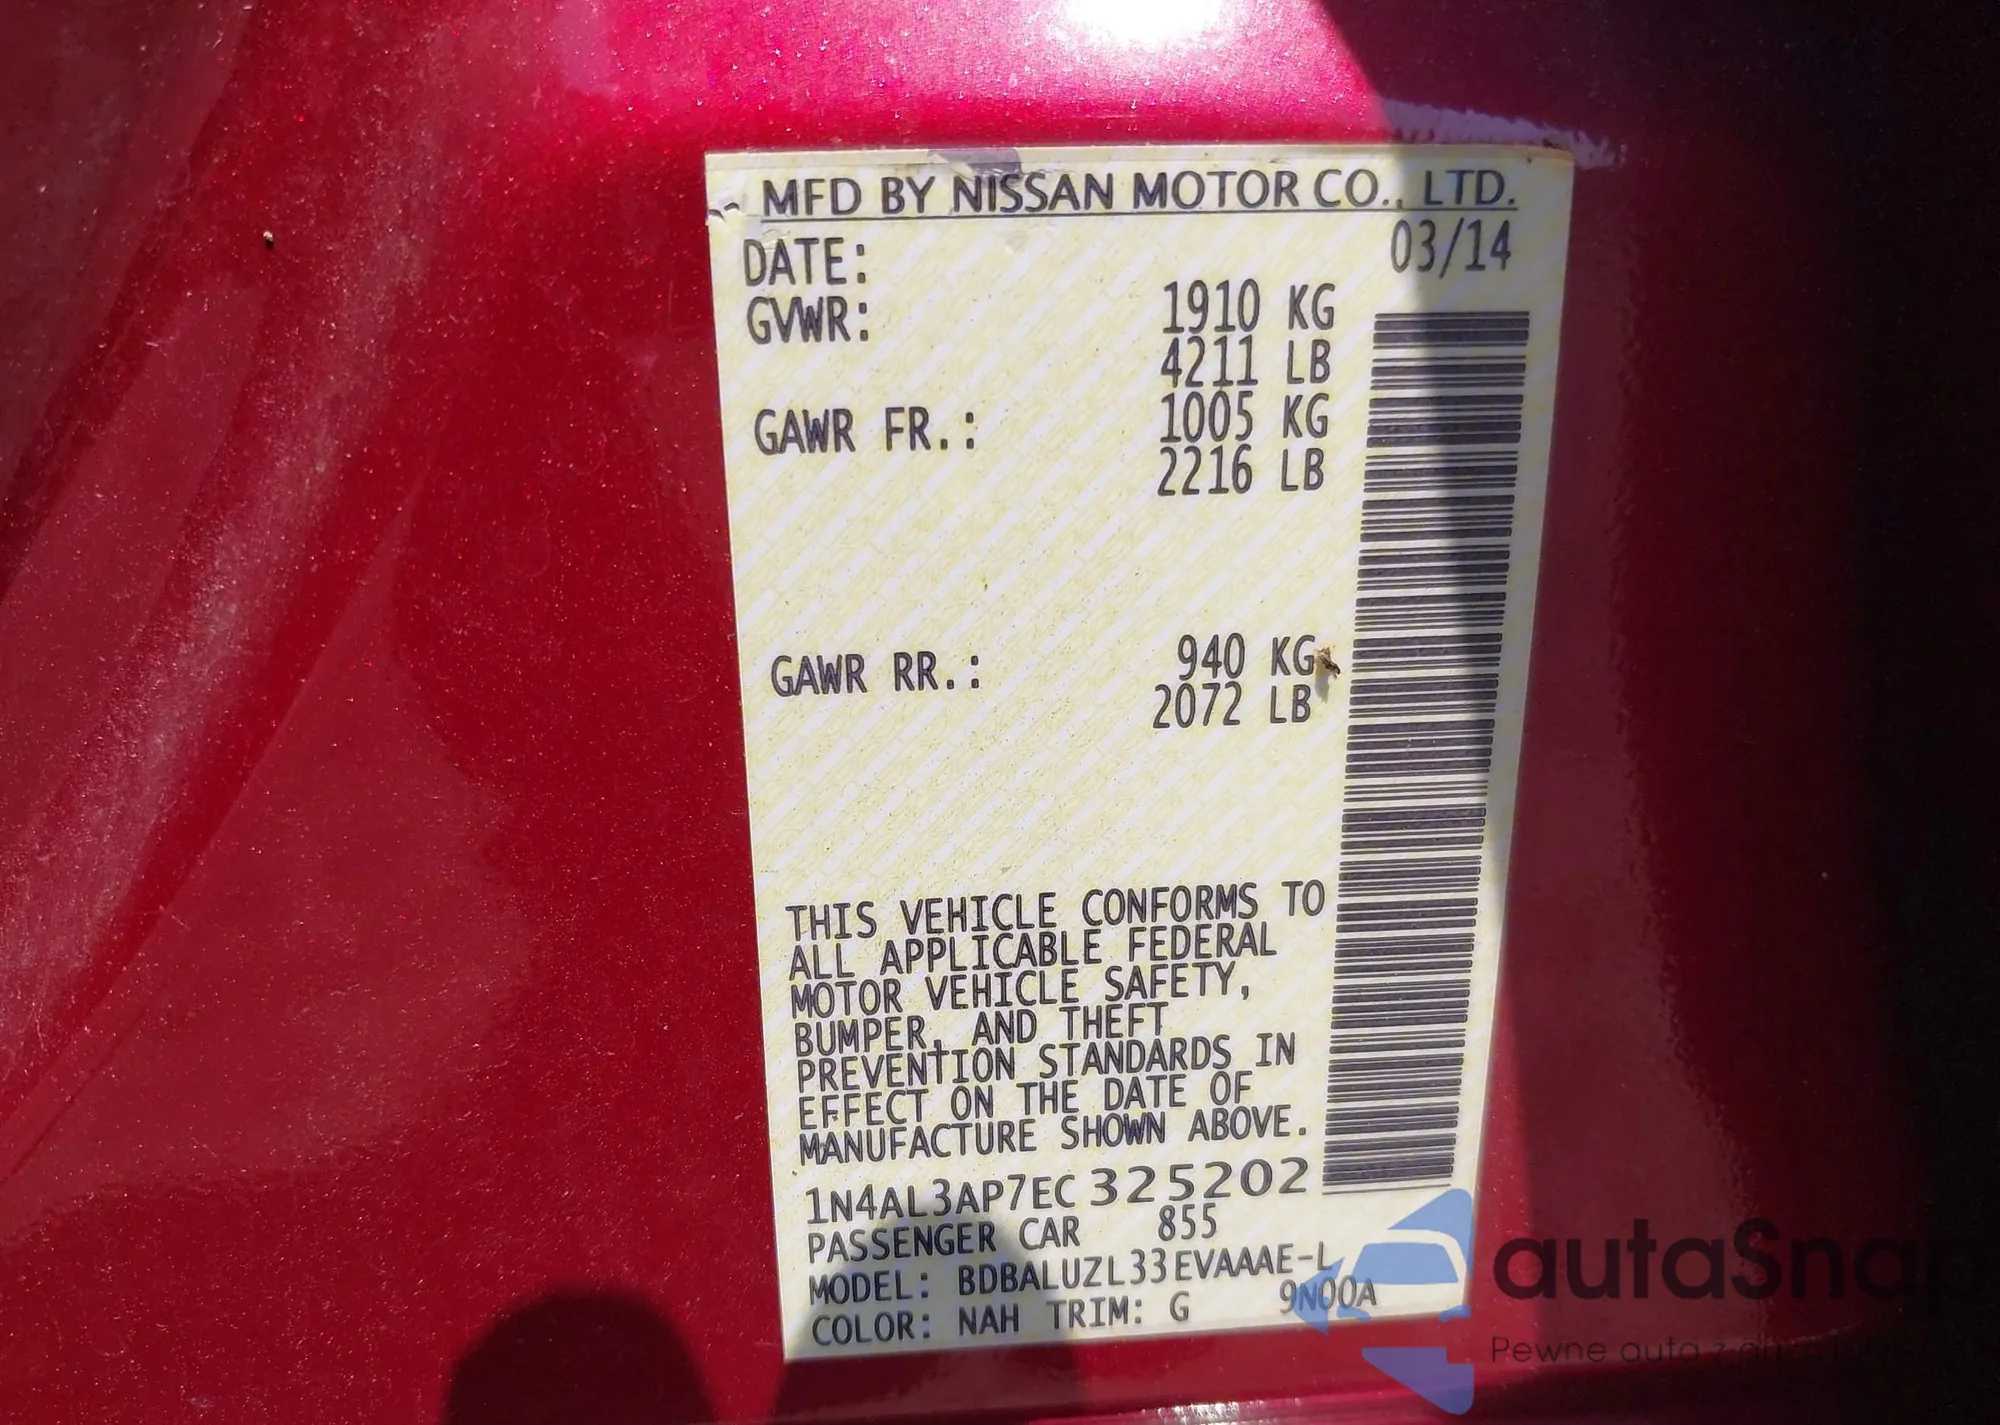 MFD BY NISSAN MOTOR CO., LTD.
DATE: 03/14
GVWR: 1910 KG
4211 LB
GAWR FR.: 1005 KG
2216 LB
GAWR RR.: 940 KG
2072 LB
THIS VEHICLE CONFORMS TO
ALL APPLICABLE FEDERAL
MOTOR VEHICLE SAFETY,
BUMPER, AND THEFT
PREVENTION STANDARDS IN
EFFECT ON THE DATE OF
MANUFACTURE SHOWN ABOVE.
1N4AL3AP7EC325202
PASSENGER CAR 855
MODEL: BDBALUZL33EVAAAE-L
COLOR: NAH TRIM: G 9N00A
autaSnap
Pewne auta z